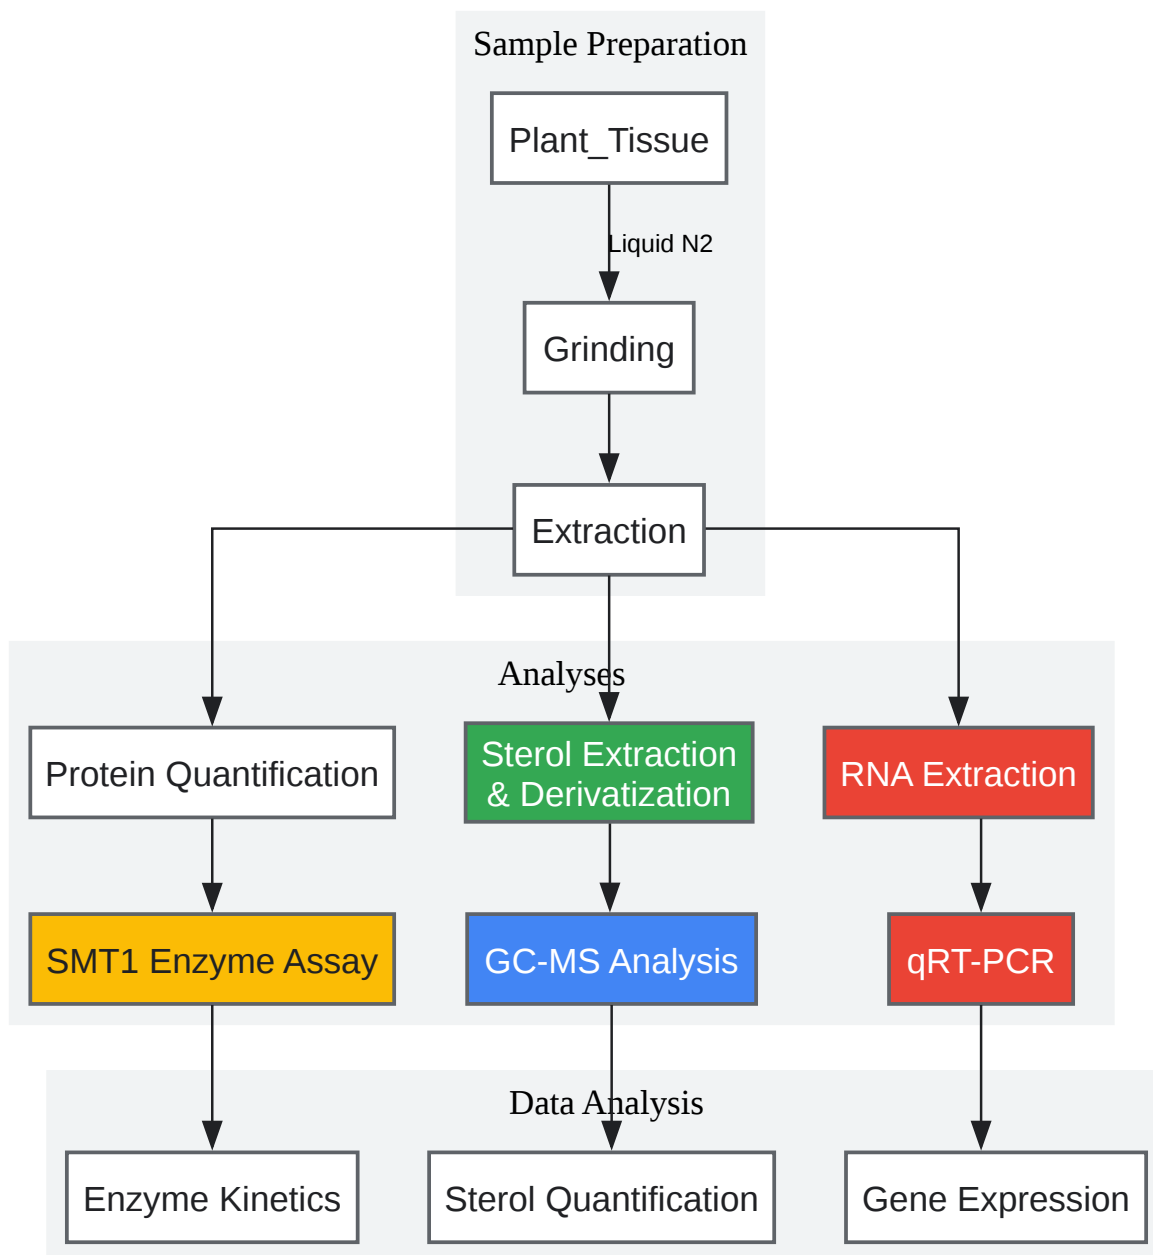 Sample Preparation
Plant_Tissue
Liquid N2
Grinding
Extraction
Analyses
Protein Quantification
Sterol Extraction
& Derivatization
RNA Extraction
SMT1 Enzyme Assay
GC-MS Analysis
qRT-PCR
Data Analysis
Enzyme Kinetics
Sterol Quantification
Gene Expression